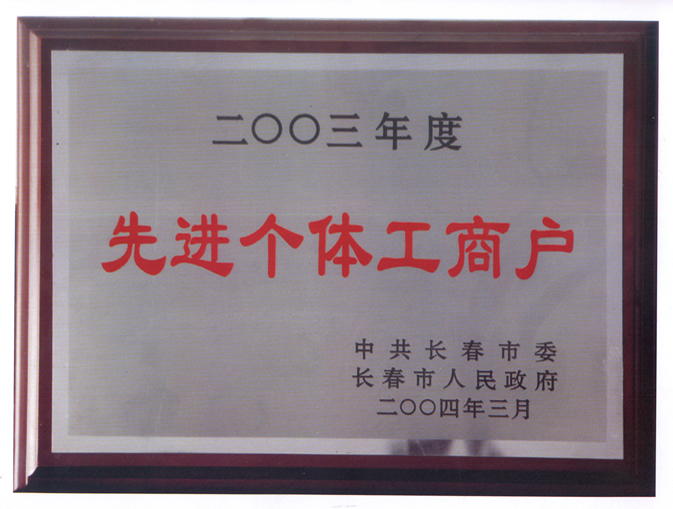 二〇〇三年度
先进个体工商户
中共长春市委
长春市人民政府
二〇〇四年三月